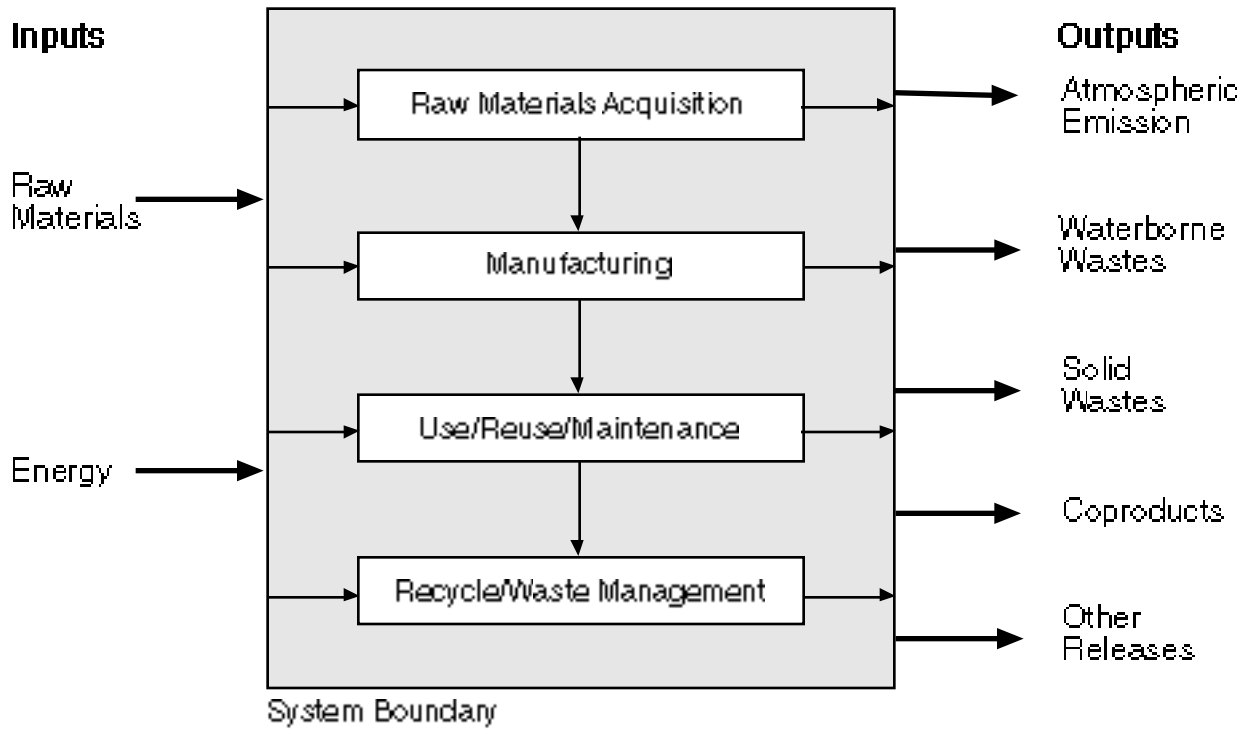 Inputs
Outputs
Raw Materials Acquisition
Atmospheric
Emission
Raw
Materials
Waterborne
Wastes
Manufacturing
Solid
Wastes
Use/Reuse/Maintenance
Energy
Coproducts
Recycle/Waste Management
Other
Releases
System Boundary